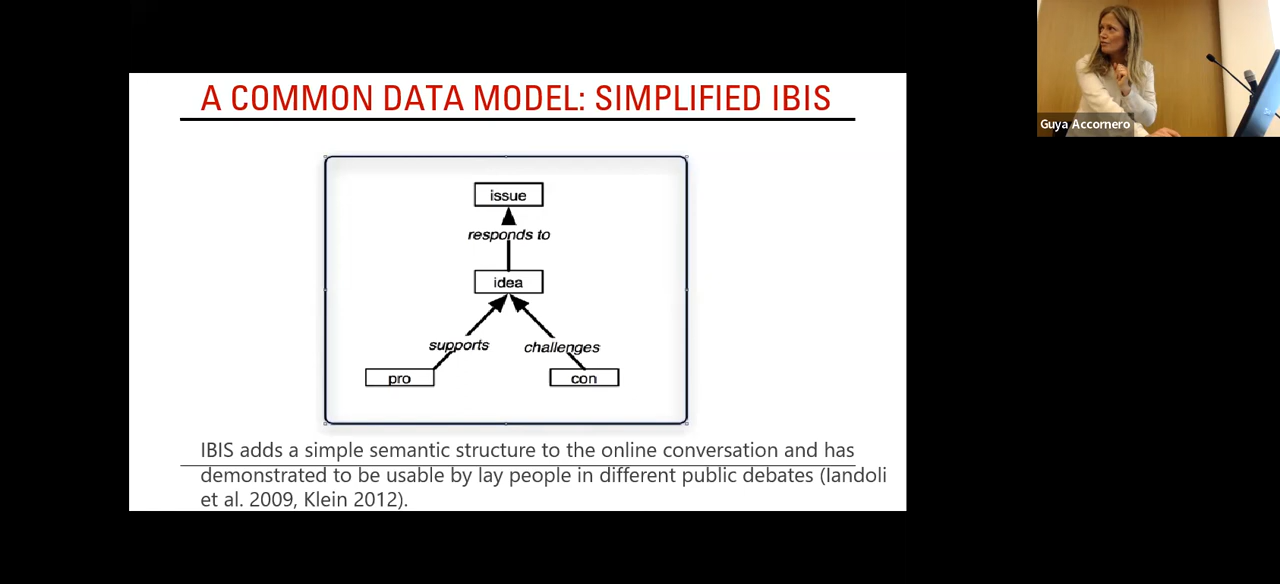 A COMMON DATA MODEL: SIMPLIFIED IBIS
Guya Accornero
issue
responds to
idea
supports
challenges
pro
con
IBIS adds a simple semantic structure to the online conversation and has
demonstrated to be usable by lay people in different public debates (Iandoli
et al. 2009, Klein 2012).